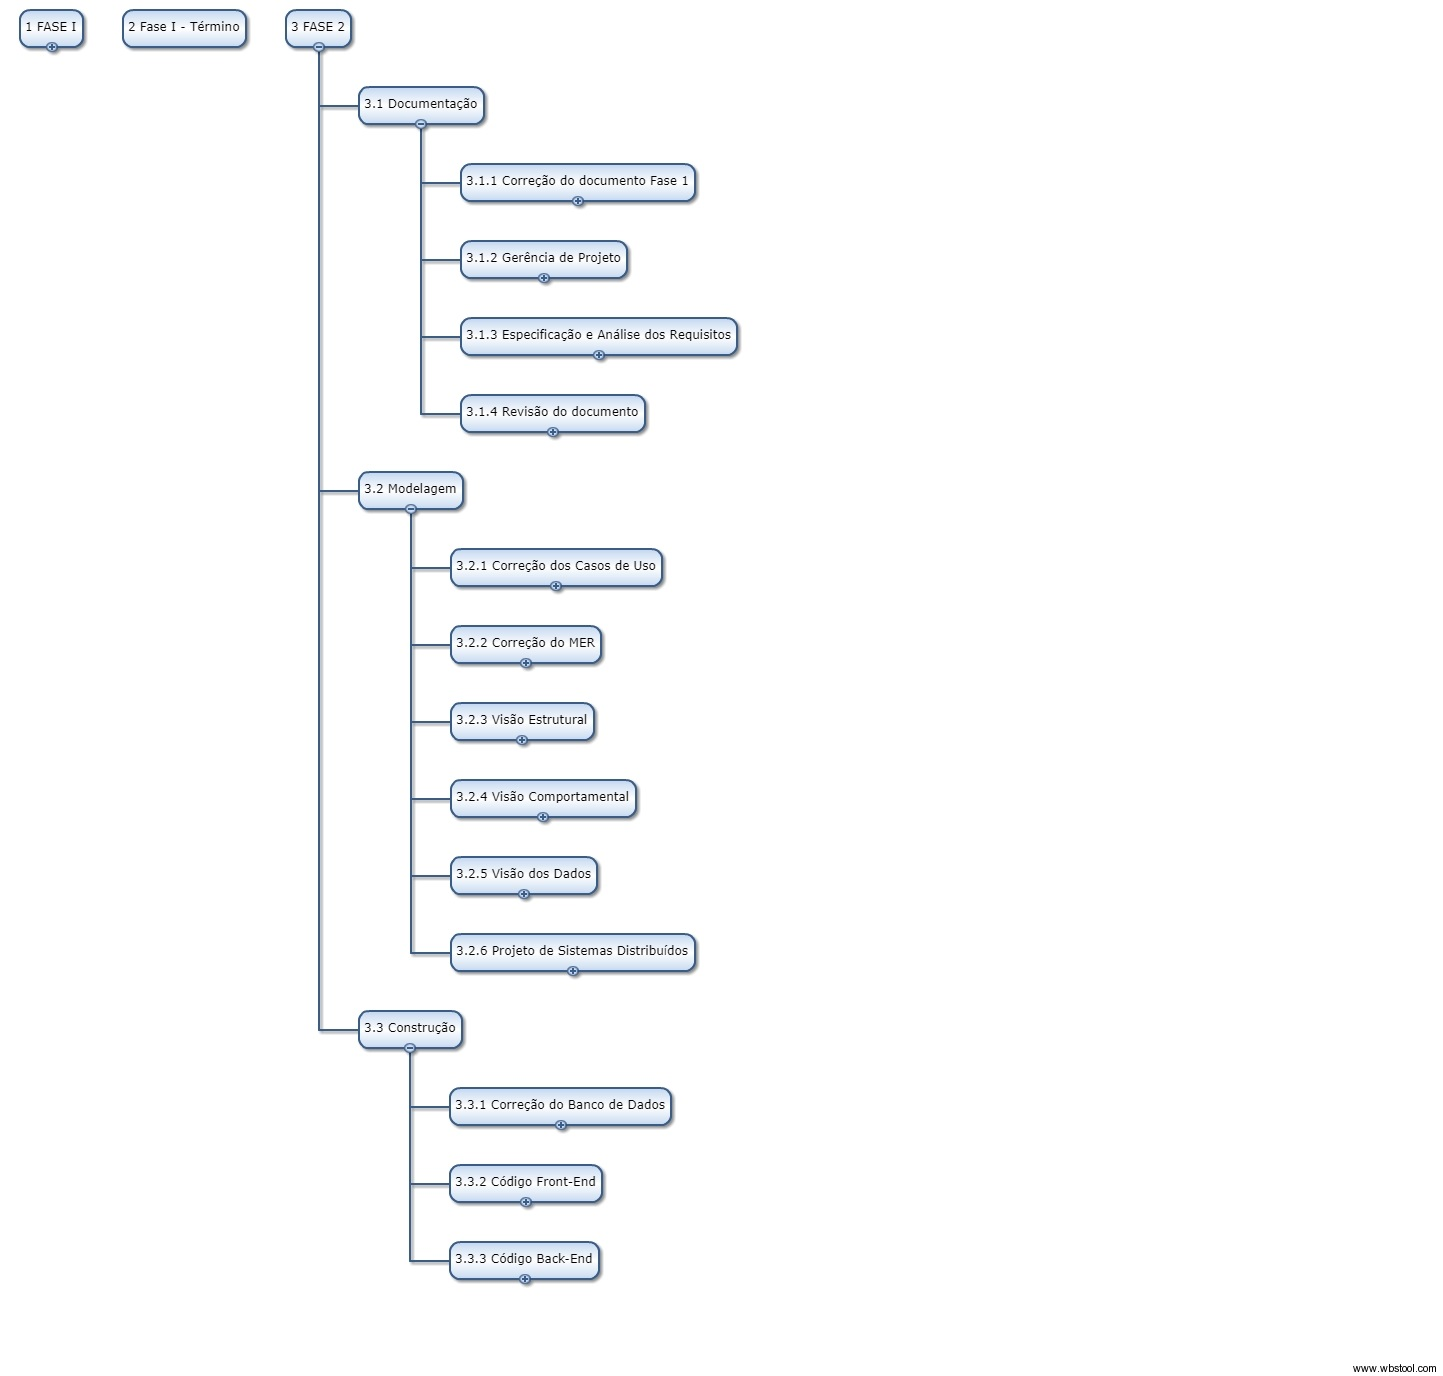 1 FASE I
2 Fase I - Término
3 FASE 2
3.1 Documentação
3.1.1 Correção do documento Fase 1
3.1.2 Gerência de Projeto
3.1.3 Especificação e Análise dos Requisitos
3.1.4 Revisão do documento
3.2 Modelagem
3.2.1 Correção dos Casos de Uso
3.2.2 Correção do MER
3.2.3 Visão Estrutural
3.2.4 Visão Comportamental
3.2.5 Visão dos Dados
3.2.6 Projeto de Sistemas Distribuídos
3.3 Construção
3.3.1 Correção do Banco de Dados
3.3.2 Código Front-End
3.3.3 Código Back-End
www.wbstool.com